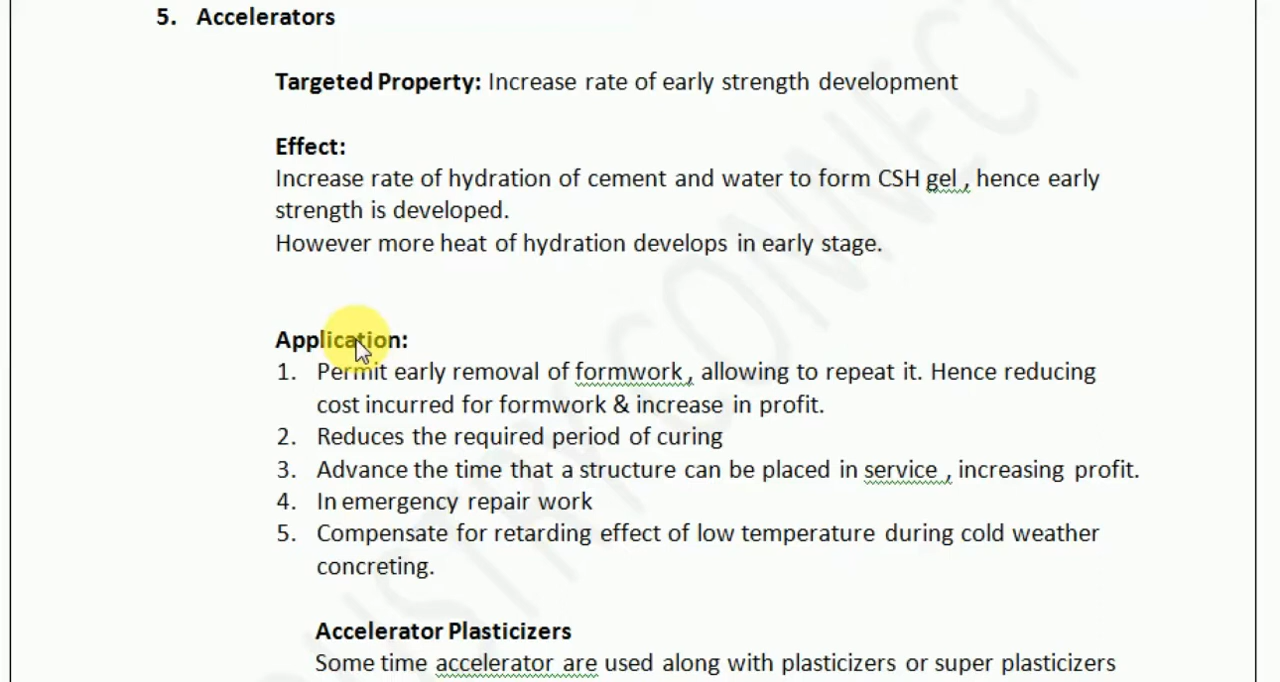 5. Accelerators
Targeted Property: Increase rate of early strength development
Effect:
Increase rate of hydration of cement and water to form CSH gel , hence early
strength is developed.
However more heat of hydration develops in early stage.
Application:
1. Permit early removal of formwork , allowing to repeat it. Hence reducing
cost incurred for formwork & increase in profit.
2. Reduces the required period of curing
3. Advance the time that a structure can be placed in service , increasing profit.
4. In emergency repair work
5. Compensate for retarding effect of low temperature during cold weather
concreting.
Accelerator Plasticizers
Some time accelerator are used along with plasticizers or super plasticizers